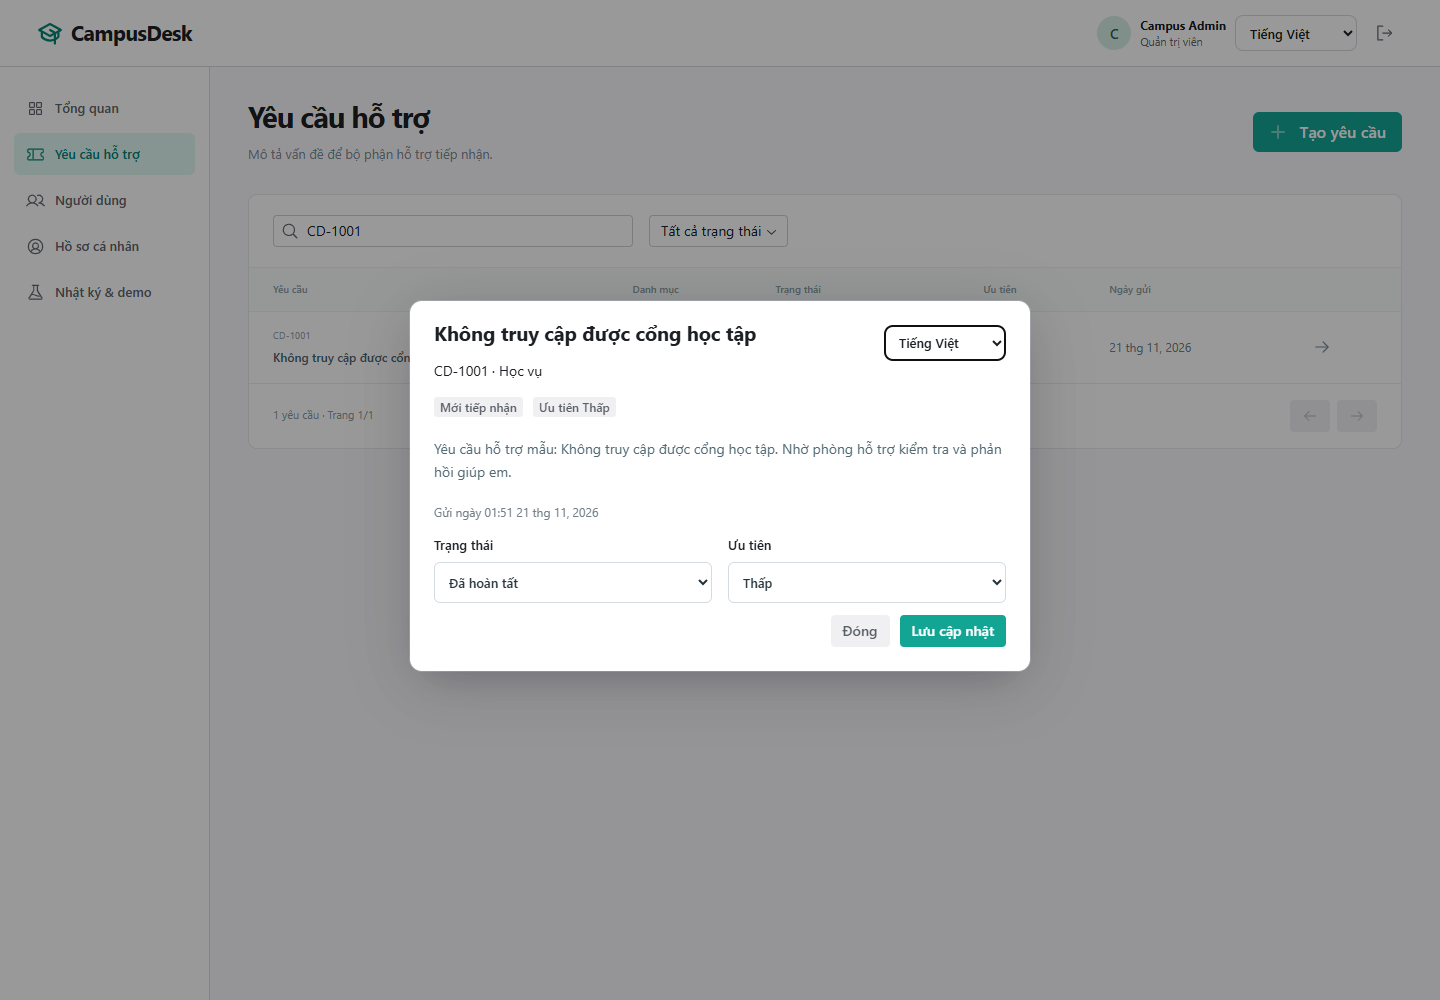 CampusDesk
C
Campus Admin
Quản trị viên
Tiếng Việt
Tổng quan
Yêu cầu hỗ trợ
Người dùng
Hồ sơ cá nhân
Nhật ký & demo
Yêu cầu hỗ trợ
Mô tả vấn đề để bộ phận hỗ trợ tiếp nhận.
Tạo yêu cầu
CD-1001
Tất cả trạng thái
Yêu cầu Danh mục Trạng thái Ưu tiên Ngày gửi
CD-1001
Không truy cập được cổn
21 thg 11, 2026
1 yêu cầu · Trang 1/1
Không truy cập được cổng học tập
Tiếng Việt
CD-1001 · Học vụ
Mới tiếp nhận Ưu tiên Thấp
Yêu cầu hỗ trợ mẫu: Không truy cập được cổng học tập. Nhờ phòng hỗ trợ kiểm tra và phản
hồi giúp em.
Gửi ngày 01:51 21 thg 11, 2026
Trạng thái Ưu tiên
Đã hoàn tất Thấp
Đóng Lưu cập nhật